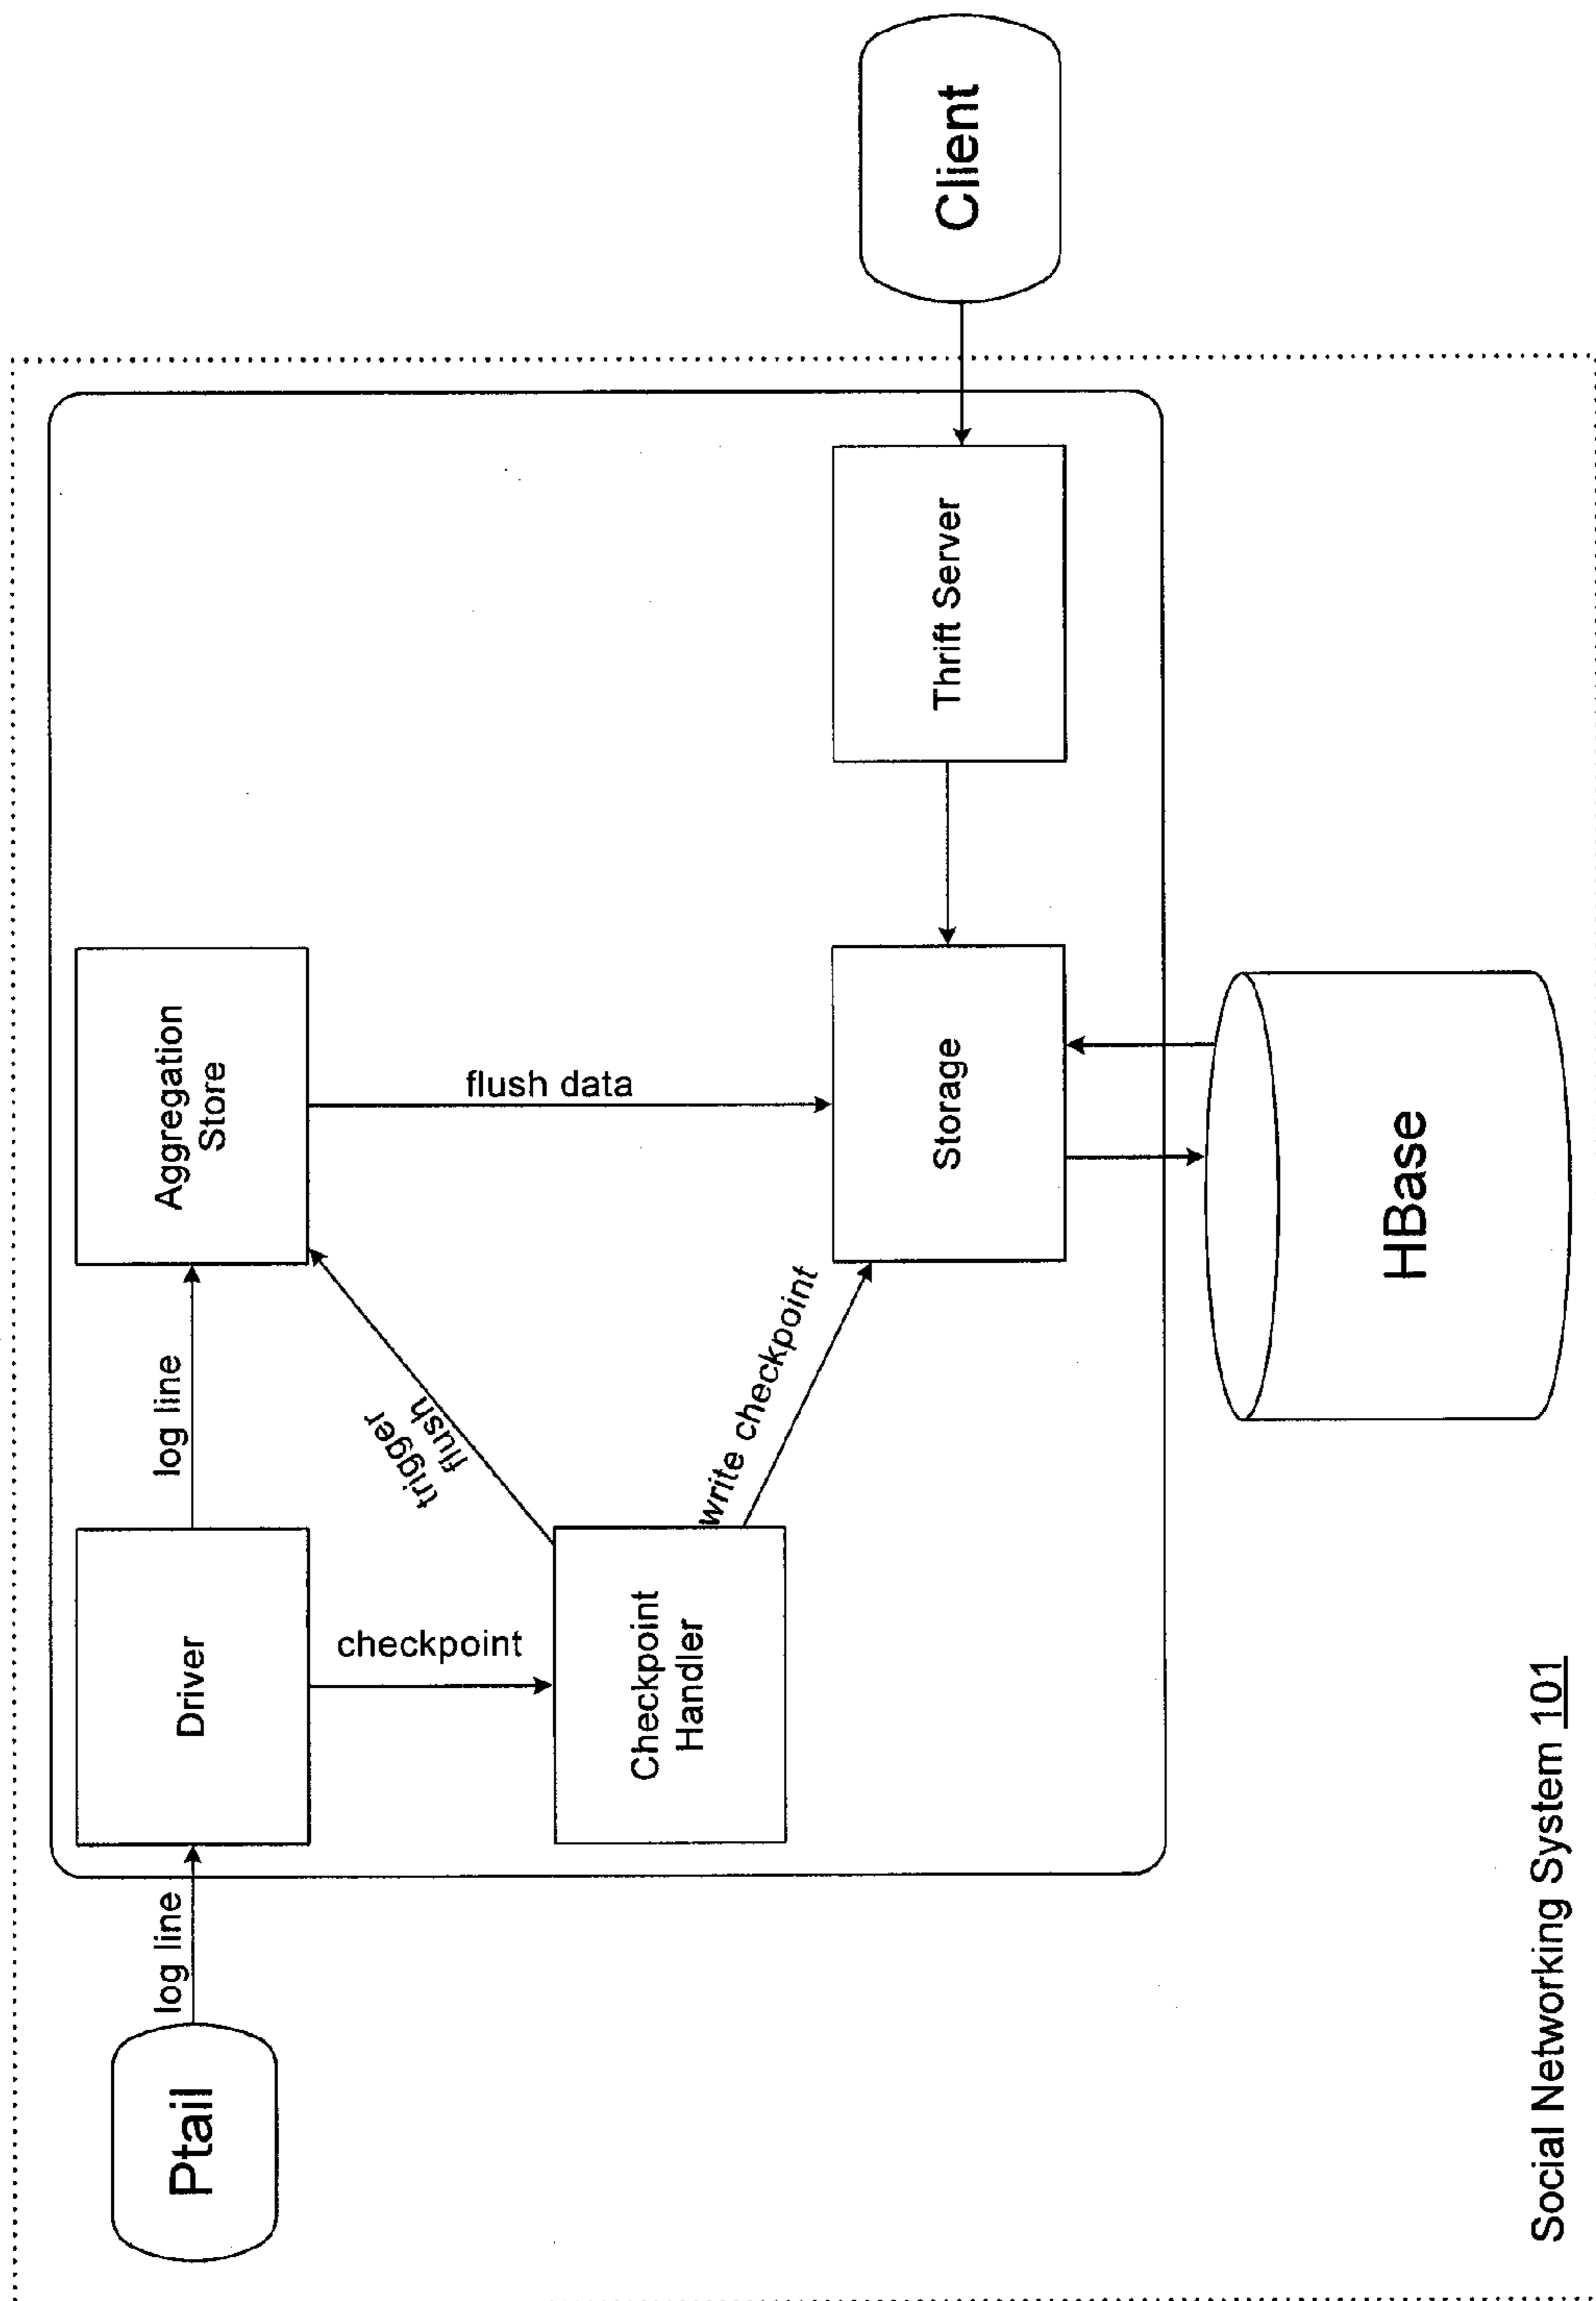 Ptail
log line
Driver
log line
Aggregation
Store
checkpoint
trigger
flush
flush data
Checkpoint
Handler
write checkpoint
Storage
Thrift Server
Client
HBase
Social Networking System 101